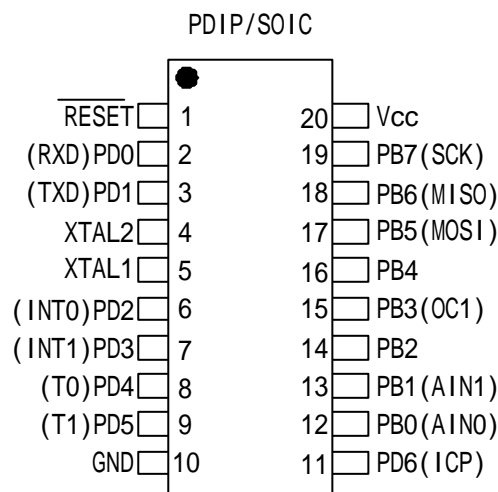 PDIP/SOIC
RESET 1 20 Vcc
(RXD)PD0 2 19 PB7(SCK)
(TXD)PD1 3 18 PB6(MISO)
XTAL2 4 17 PB5(MOSI)
XTAL1 5 16 PB4
(INT0)PD2 6 15 PB3(OC1)
(INT1)PD3 7 14 PB2
(T0)PD4 8 13 PB1(AIN1)
(T1)PD5 9 12 PB0(AIN0)
GND 10 11 PD6(ICP)